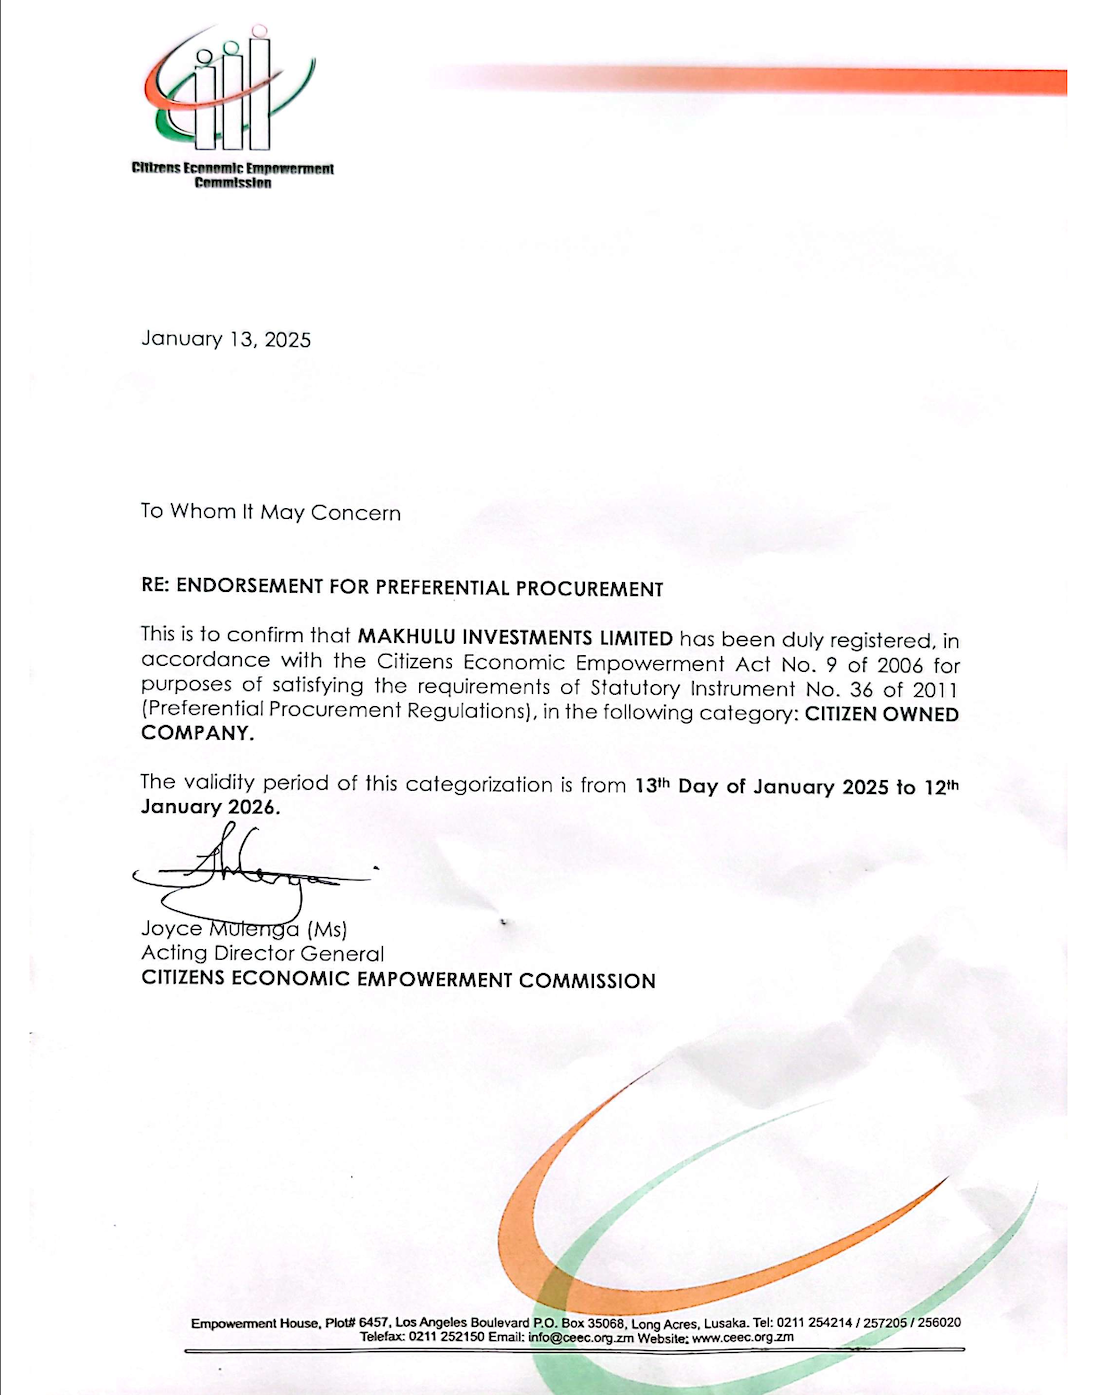 Citizens Economic Empowerment
Commission
January 13, 2025
To Whom It May Concern
RE: ENDORSEMENT FOR PREFERENTIAL PROCUREMENT
This is to confirm that MAKHULU INVESTMENTS LIMITED has been duly registered, in
accordance with the Citizens Economic Empowerment Act No. 9 of 2006 for
purposes of satisfying the requirements of Statutory Instrument No. 36 of 2011
(Preferential Procurement Regulations), in the following category: CITIZEN OWNED
COMPANY.
The validity period of this categorization is from 13th Day of January 2025 to 12th
January 2026.
Joyce Mulenga (Ms)
Acting Director General
CITIZENS ECONOMIC EMPOWERMENT COMMISSION
Empowerment House, Plot# 6457, Los Angeles Boulevard P.O. Box 35068, Long Acres, Lusaka. Tel: 0211 254214 / 257205 / 256020
Telefax: 0211 252150 Email: info@ceec.org.zm Website: www.ceec.org.zm